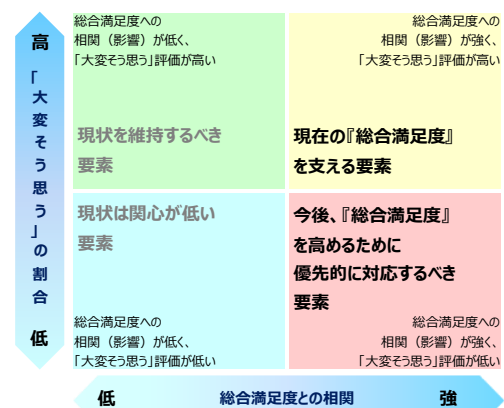 高
「大変そう思う」の割合
低
総合満足度への
相関（影響）が低く、
「大変そう思う」評価が高い
現状を維持するべき
要素
総合満足度への
相関（影響）が強く、
「大変そう思う」評価が高い
現在の『総合満足度』
を支える要素
現状は関心が低い
要素
総合満足度への
相関（影響）が低く、
「大変そう思う」評価が低い
今後、『総合満足度』
を高めるために
優先的に対応するべき
要素
総合満足度への
相関（影響）が強く、
「大変そう思う」評価が低い
低
総合満足度との相関
強